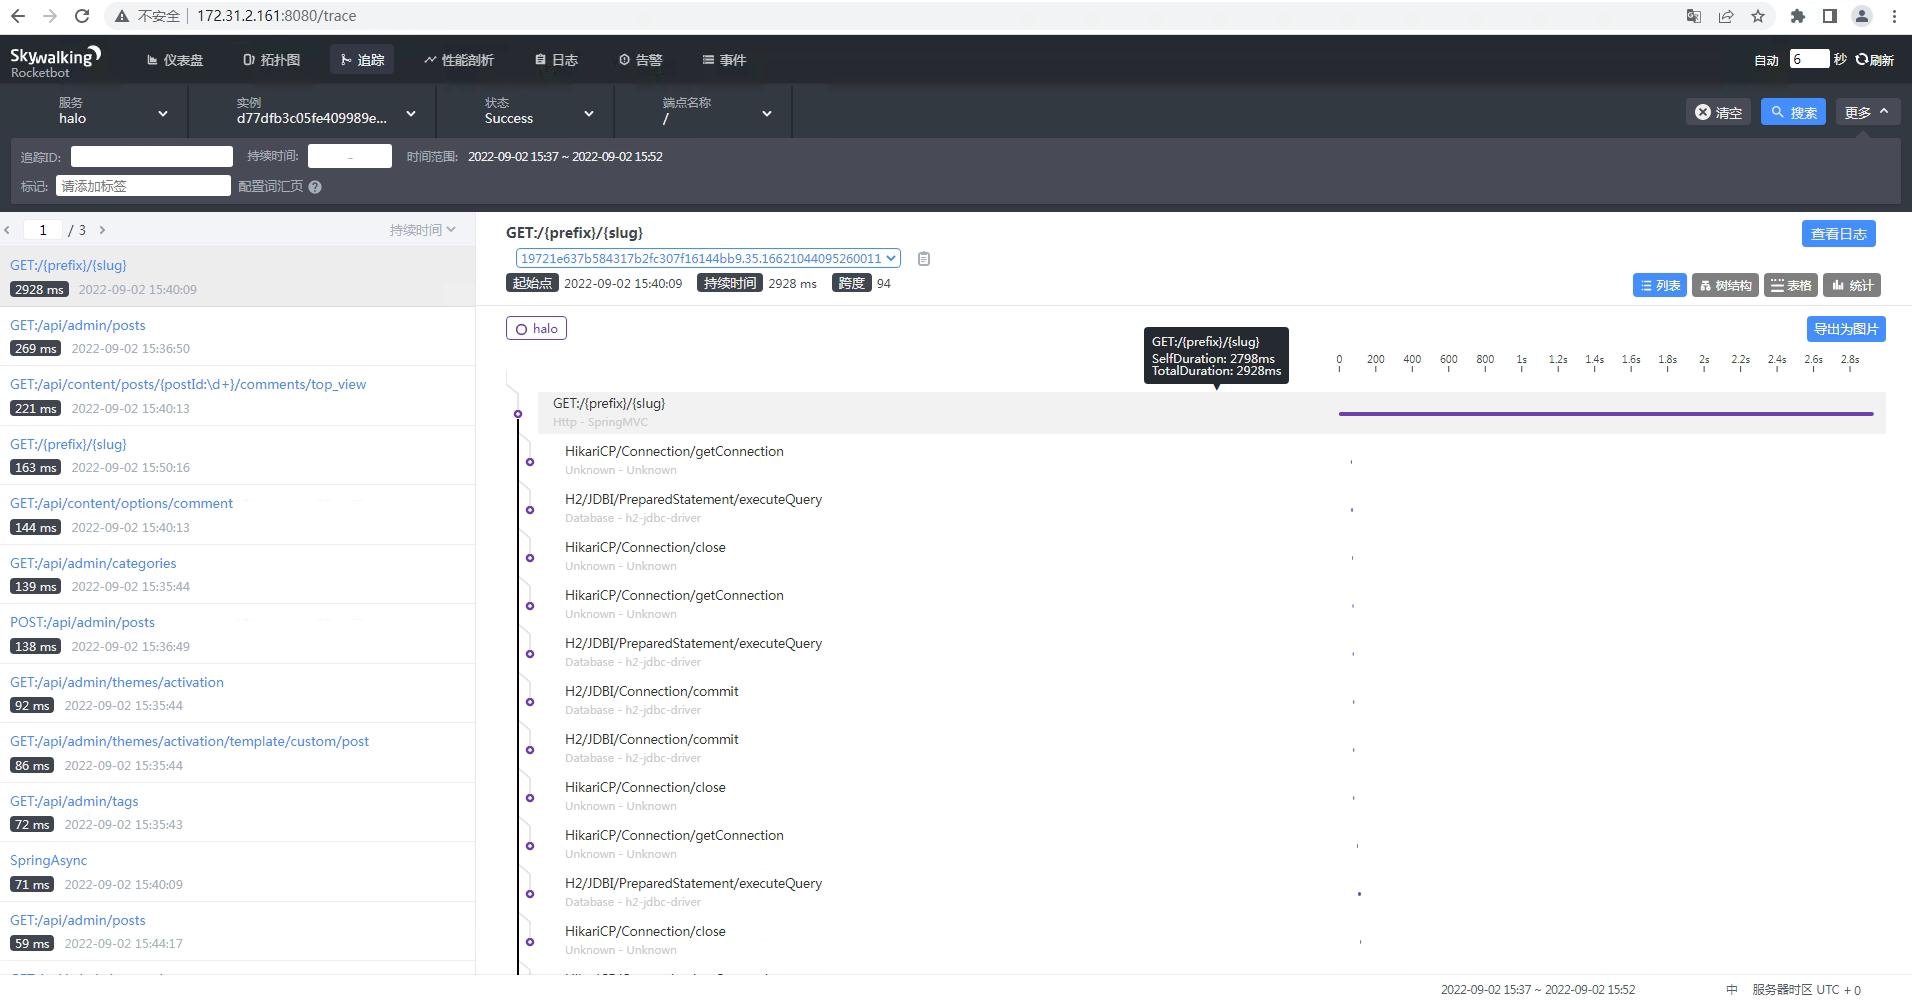 不安全 172.31.2.161:8080/trace
Skywalking
Rocketbot
仪表盘 拓扑图 追踪 性能剖析 日志 告警 事件
自动 6 秒 刷新
服务 实例 状态 端点名称
halo d77dfb3c05fe409989e... Success /
清空 搜索 更多
追踪ID: 持续时间: - 时间范围: 2022-09-02 15:37 ~ 2022-09-02 15:52
标记: 请添加标签 配置词汇页 ?
1 / 3 持续时间
GET:/{prefix}/{slug}
2928 ms 2022-09-02 15:40:09
GET:/api/admin/posts
269 ms 2022-09-02 15:36:50
GET:/api/content/posts/{postId:\d+}/comments/top_view
221 ms 2022-09-02 15:40:13
GET:/{prefix}/{slug}
163 ms 2022-09-02 15:50:16
GET:/api/content/options/comment
144 ms 2022-09-02 15:40:13
GET:/api/admin/categories
139 ms 2022-09-02 15:35:44
POST:/api/admin/posts
138 ms 2022-09-02 15:36:49
GET:/api/admin/themes/activation
92 ms 2022-09-02 15:35:44
GET:/api/admin/themes/activation/template/custom/post
86 ms 2022-09-02 15:35:44
GET:/api/admin/tags
72 ms 2022-09-02 15:35:43
SpringAsync
71 ms 2022-09-02 15:40:09
GET:/api/admin/posts
59 ms 2022-09-02 15:44:17
GET:/{prefix}/{slug}
查看日志
19721e637b584317b2fc307f16144bb9.35.16621044095260011
起始点 2022-09-02 15:40:09 持续时间 2928 ms 跨度 94
列表 树结构 表格 统计
halo
导出为图片
GET:/{prefix}/{slug}
SelfDuration: 2798ms
TotalDuration: 2928ms
0 200 400 600 800 1s 1.2s 1.4s 1.6s 1.8s 2s 2.2s 2.4s 2.6s 2.8s
GET:/{prefix}/{slug}
Http - SpringMVC
HikariCP/Connection/getConnection
Unknown - Unknown
H2/JDBI/PreparedStatement/executeQuery
Database - h2-jdbc-driver
HikariCP/Connection/close
Unknown - Unknown
HikariCP/Connection/getConnection
Unknown - Unknown
H2/JDBI/PreparedStatement/executeQuery
Database - h2-jdbc-driver
H2/JDBI/Connection/commit
Database - h2-jdbc-driver
H2/JDBI/Connection/commit
Database - h2-jdbc-driver
HikariCP/Connection/close
Unknown - Unknown
HikariCP/Connection/getConnection
Unknown - Unknown
H2/JDBI/PreparedStatement/executeQuery
Database - h2-jdbc-driver
HikariCP/Connection/close
Unknown - Unknown
2022-09-02 15:37 ~ 2022-09-02 15:52 中 服务器时区 UTC + 0